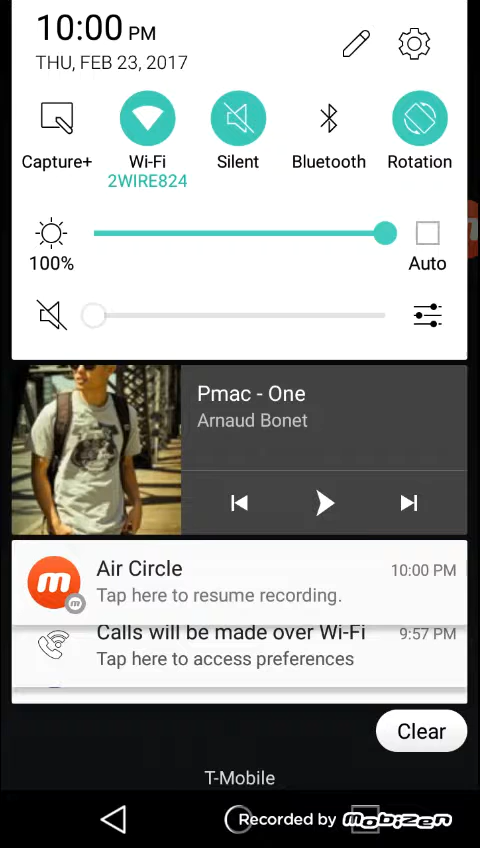 10:00 PM
THU, FEB 23, 2017
Capture+ Wi-Fi Silent Bluetooth Rotation
2WIRE824
100% Auto
Pmac - One
Arnaud Bonet
m Air Circle 10:00 PM
Tap here to resume recording.
Calls will be made over Wi-Fi 9:57 PM
Tap here to access preferences
Clear
T-Mobile
Recorded by Mobizen